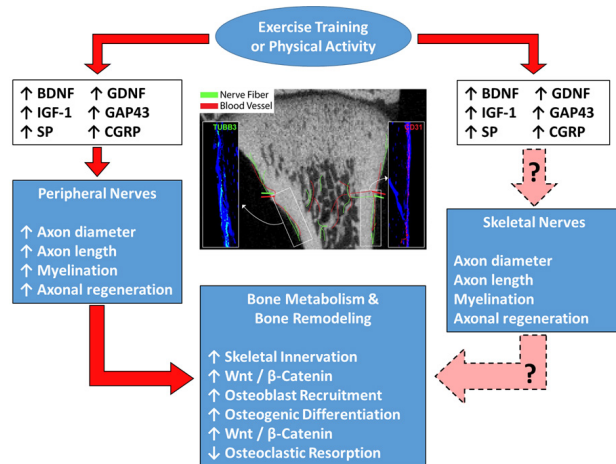 Exercise Training
or Physical Activity
↑ BDNF ↑ GDNF
↑ IGF-1 ↑ GAP43
↑ SP ↑ CGRP
Nerve Fiber
Blood Vessel
TUBB3
CD31
↑ BDNF ↑ GDNF
↑ IGF-1 ↑ GAP43
↑ SP ↑ CGRP
?
Peripheral Nerves
↑ Axon diameter
↑ Axon length
↑ Myelination
↑ Axonal regeneration
Skeletal Nerves
Axon diameter
Axon length
Myelination
Axonal regeneration
Bone Metabolism &
Bone Remodeling
↑ Skeletal Innervation
↑ Wnt / β-Catenin
↑ Osteoblast Recruitment
↑ Osteogenic Differentiation
↑ Wnt / β-Catenin
↓ Osteoclastic Resorption
?